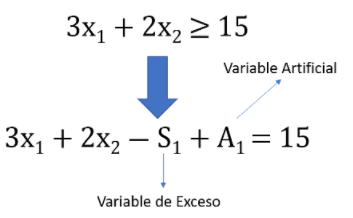 3x₁ + 2x₂ ≥ 15
Variable Artificial
3x₁ + 2x₂ − S₁ + A₁ = 15
Variable de Exceso